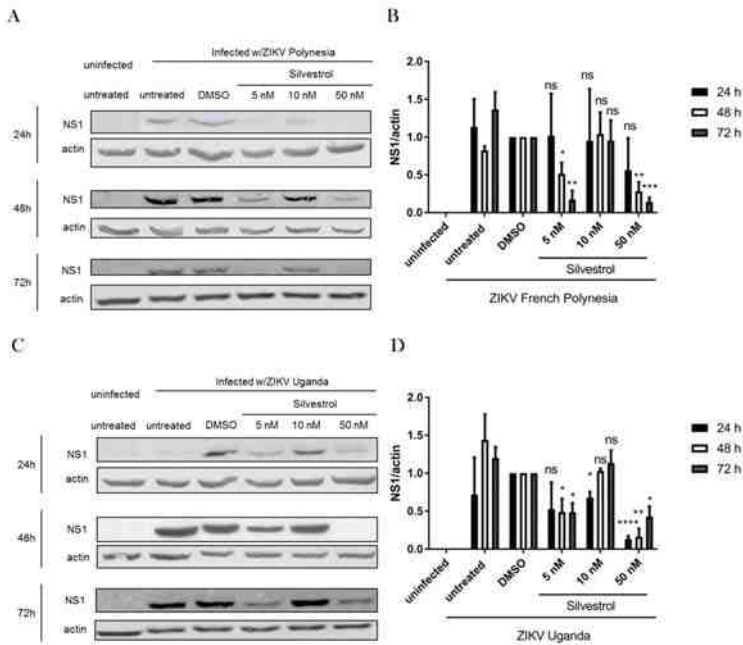 A
Infected w/ZIKV Polynesia
uninfected
Silvestrol
untreated untreated DMSO 5 nM 10 nM 50 nM
24h
NS1
actin
48h
NS1
actin
72h
NS1
actin
B
NS1/actin
2.0
1.5
1.0
0.5
0.0
ns
*
**
ns
ns
ns
ns
**
***
24 h
48 h
72 h
uninfected
untreated
DMSO
5 nM
10 nM
50 nM
Silvestrol
ZIKV French Polynesia
C
Infected w/ZIKV Uganda
uninfected
Silvestrol
untreated untreated DMSO 5 nM 10 nM 50 nM
24h
NS1
actin
48h
NS1
actin
72h
NS1
actin
D
NS1/actin
2.0
1.5
1.0
0.5
0.0
ns
*
*
*
ns
ns
****
**
*
24 h
48 h
72 h
uninfected
untreated
DMSO
5 nM
10 nM
50 nM
Silvestrol
ZIKV Uganda